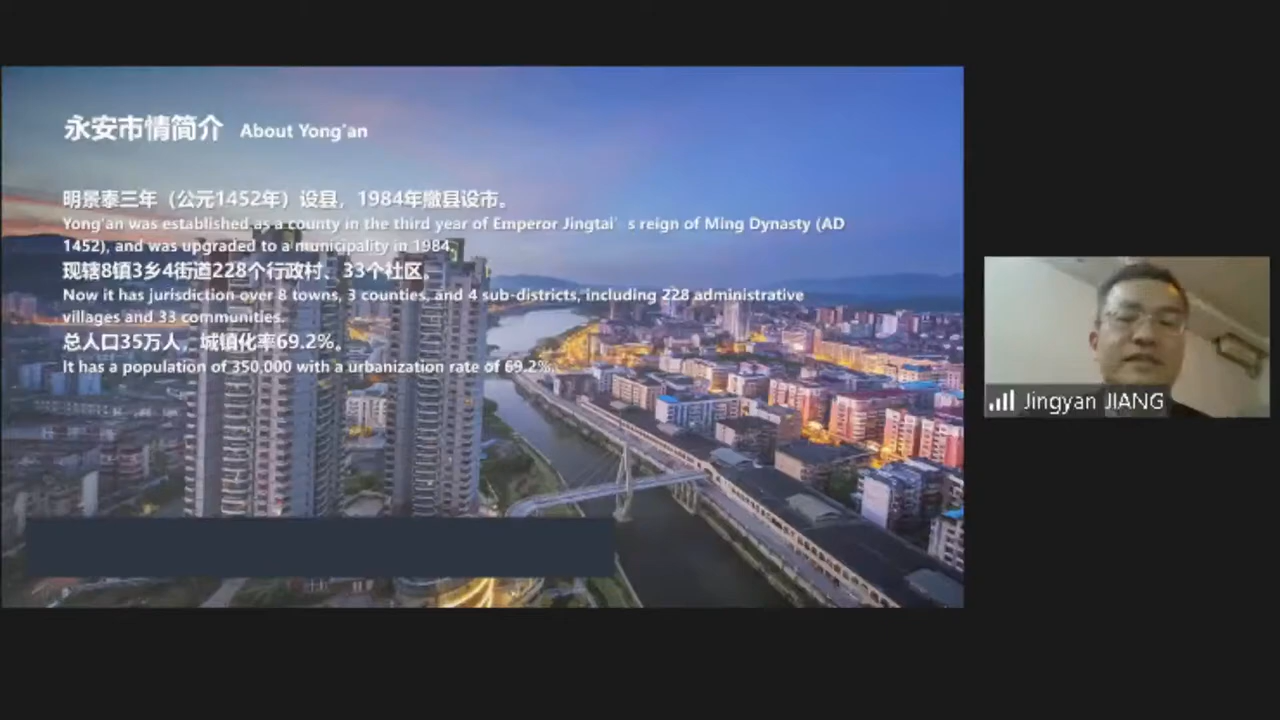 永安市情简介 About Yong'an
明景泰三年（公元1452年）设县，1984年撤县设市。
Yong'an was established as a county in the third year of Emperor Jingtai's reign of Ming Dynasty (AD
1452), and was upgraded to a municipality in 1984.
现辖8镇3乡4街道228个行政村、33个社区。
Now it has jurisdiction over 8 towns, 3 counties, and 4 sub-districts, including 228 administrative
villages and 33 communities.
总人口35万人，城镇化率69.2%。
It has a population of 350,000 with a urbanization rate of 69.2%.
Jingyan JIANG